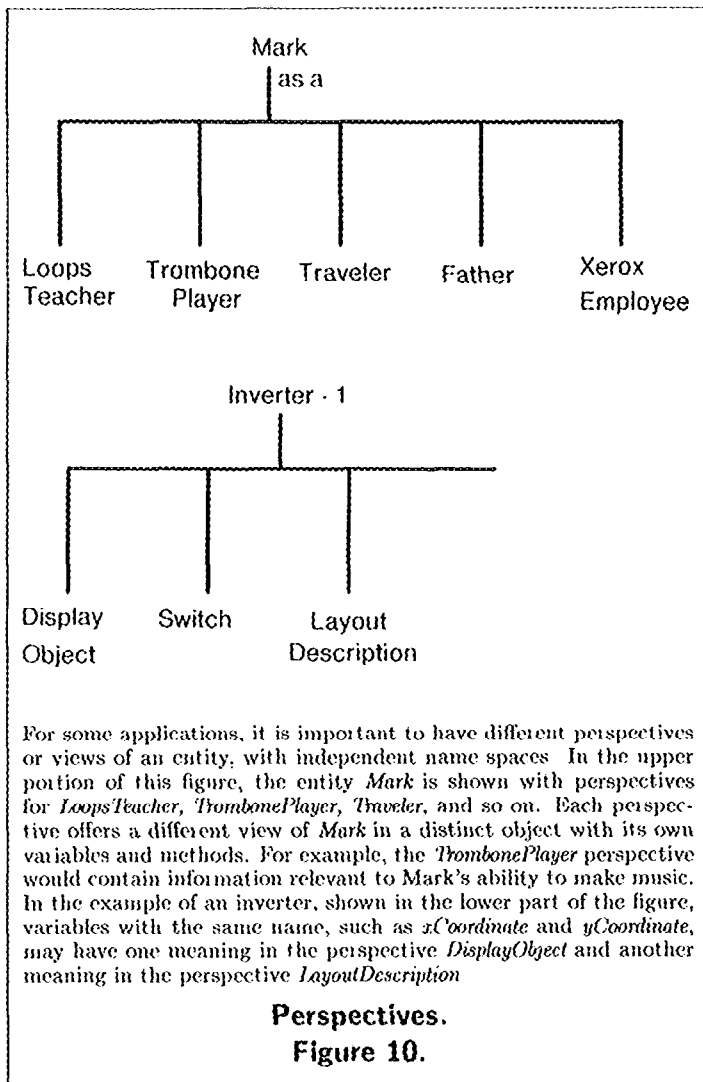 Mark
as a
Loops Trombone Traveler Father Xerox
Teacher Player Employee
Inverter - 1
Display Switch Layout
Object Description
For some applications, it is important to have different perspectives
or views of an entity, with independent name spaces In the upper
portion of this figure, the entity Mark is shown with perspectives
for LoopsTeacher, TrombonePlayer, Traveler, and so on. Each perspec-
tive offers a different view of Mark in a distinct object with its own
variables and methods. For example, the TrombonePlayer perspective
would contain information relevant to Mark's ability to make music.
In the example of an inverter, shown in the lower part of the figure,
variables with the same name, such as xCoordinate and yCoordinate,
may have one meaning in the perspective DisplayObject and another
meaning in the perspective LayoutDescription
Perspectives.
Figure 10.